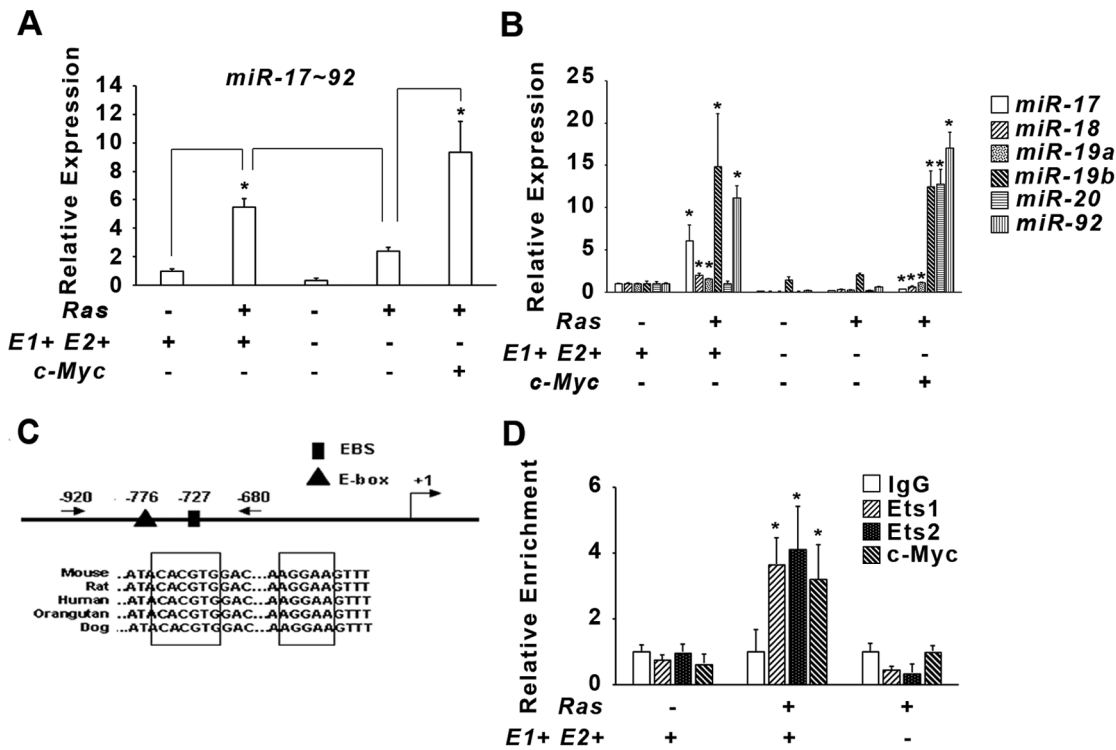 A
miR-17~92
Relative Expression
14
12
10
8
6
4
2
0
*
*
Ras - + - + +
E1+ E2+ + + - - -
c-Myc - - - - +
B
Relative Expression
25
20
15
10
5
0
* ** * * *** ** *
miR-17
miR-18
miR-19a
miR-19b
miR-20
miR-92
Ras - + - + +
E1+ E2+ + + - - -
c-Myc - - - - +
C
EBS
E-box
-920 -776 -727 -680 +1
Mouse ...ATACACGTGGAC...AAGGAAGTTT
Rat ...ATACACGTGGAC...AAGGAAGTTT
Human ...ATACACGTGGAC...AAGGAAGTTT
Orangutan ...ATACACGTGGAC...AAGGAAGTTT
Dog ...ATACACGTGGAC...AAGGAAGTTT
D
Relative Enrichment
6
4
2
0
* * *
IgG
Ets1
Ets2
c-Myc
Ras - + +
E1+ E2+ + + -